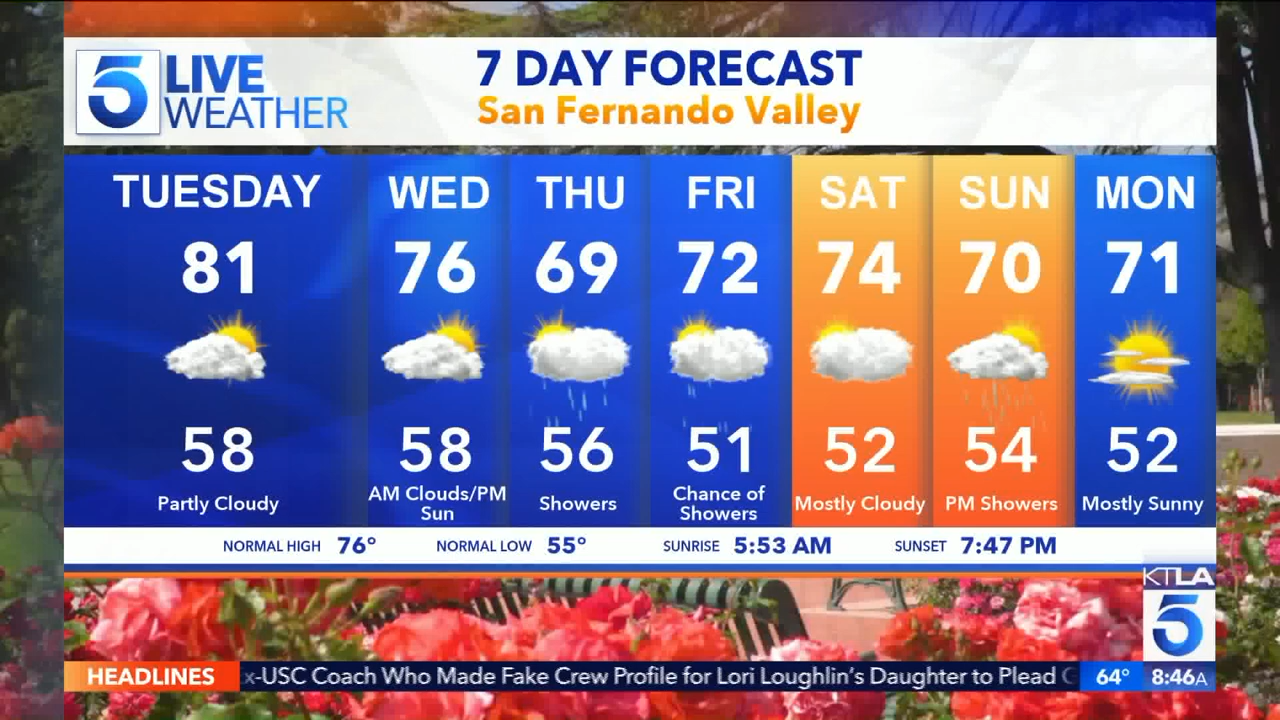 5 LIVE
WEATHER
7 DAY FORECAST
San Fernando Valley
TUESDAY WED THU FRI SAT SUN MON
81 76 69 72 74 70 71
58 58 56 51 52 54 52
Partly Cloudy
AM Clouds/PM
Sun
Showers
Chance of
Showers
Mostly Cloudy
PM Showers
Mostly Sunny
NORMAL HIGH 76° NORMAL LOW 55° SUNRISE 5:53 AM SUNSET 7:47 PM
KTLA
5
HEADLINES x-USC Coach Who Made Fake Crew Profile for Lori Loughlin's Daughter to Plead 64° 8:46A